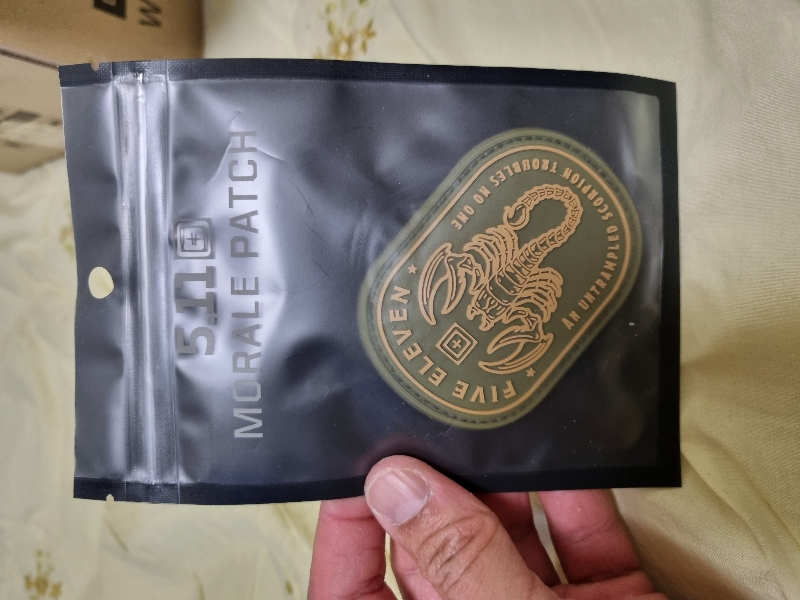 5.11
MORALE PATCH
FIVE ELEVEN
AN UNTRAMPLED SCORPION TROUBLES NO ONE
W